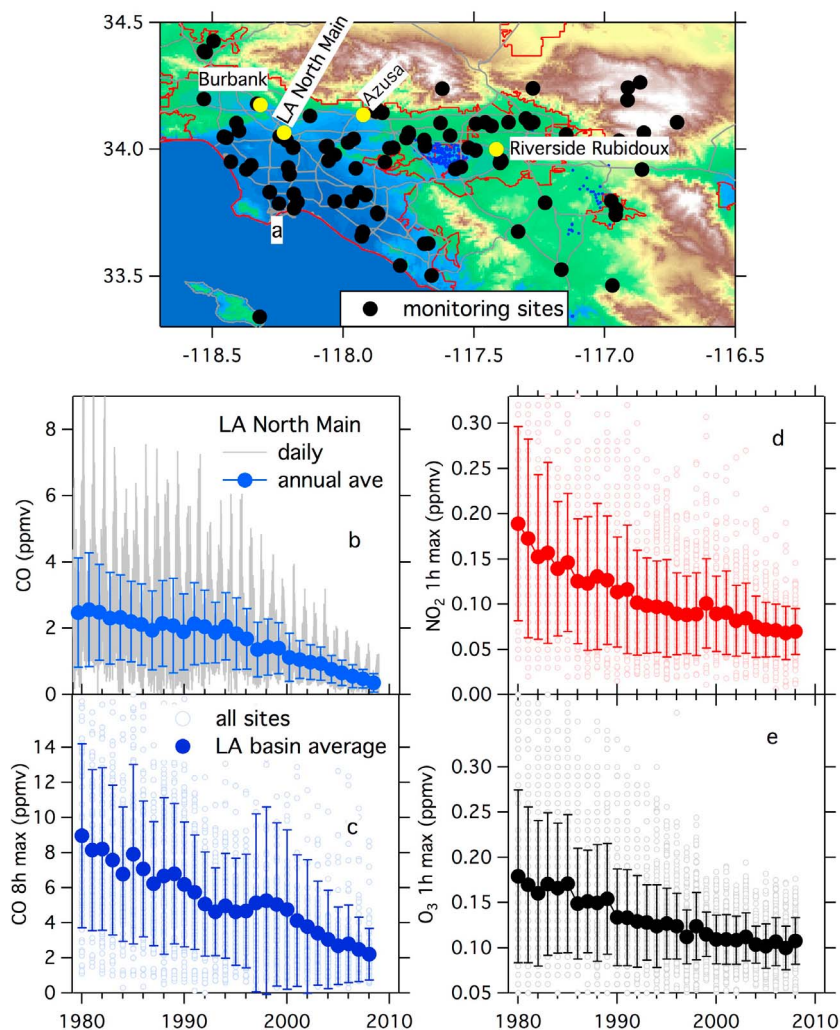 34.5
34.0
33.5
Burbank
LA North Main
Azusa
Riverside Rubidoux
a
monitoring sites
-118.5
-118.0
-117.5
-117.0
-116.5
8
6
4
2
0
CO (ppmv)
LA North Main
daily
annual ave
b
0.30
0.25
0.20
0.15
0.10
0.05
0.00
NO2 1h max (ppmv)
d
14
12
10
8
6
4
2
0
CO 8h max (ppmv)
all sites
LA basin average
c
1980
1990
2000
2010
0.30
0.25
0.20
0.15
0.10
0.05
O3 1h max (ppmv)
e
1980
1990
2000
2010